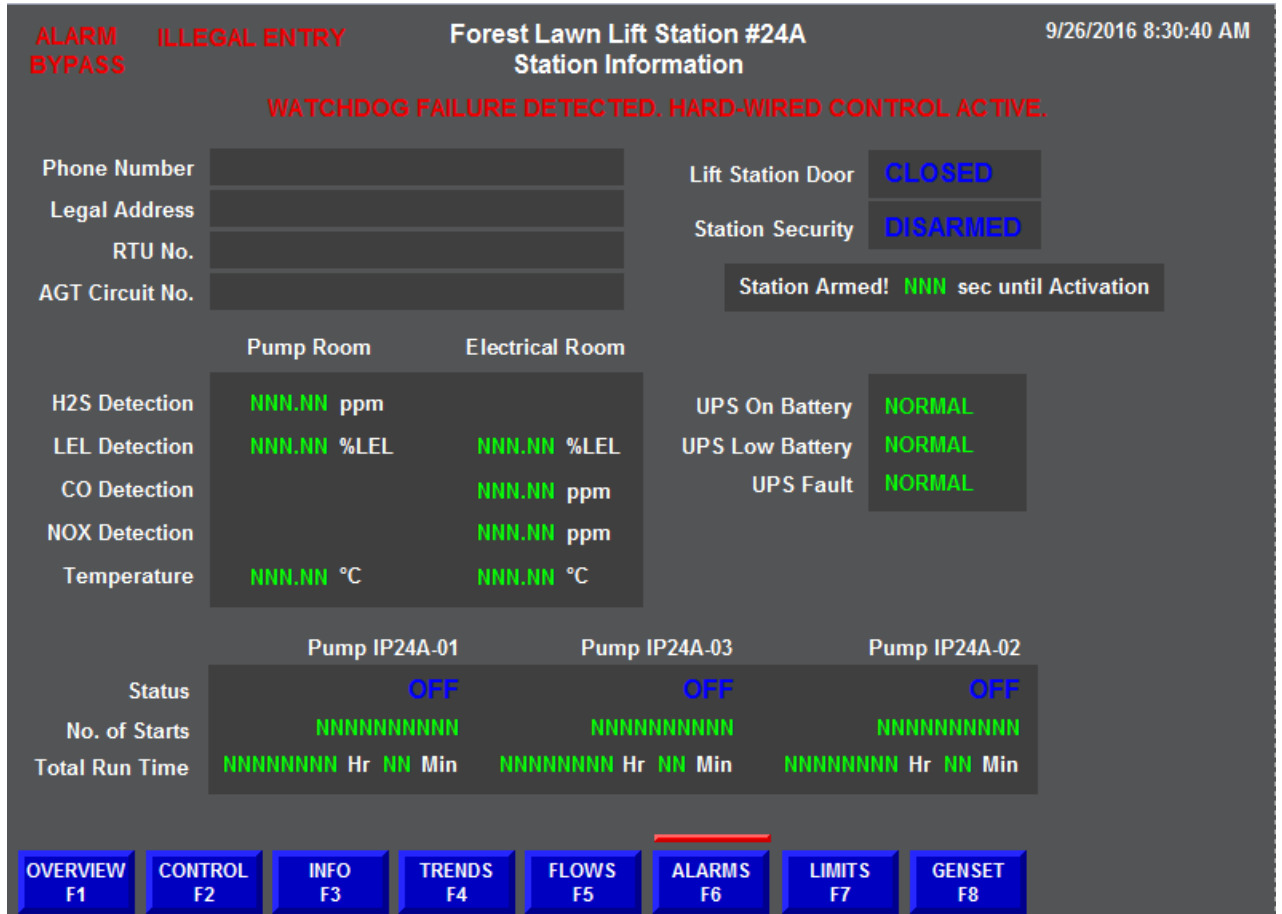 ALARM BYPASS
ILLEGAL ENTRY
Forest Lawn Lift Station #24A
Station Information
9/26/2016 8:30:40 AM
WATCHDOG FAILURE DETECTED. HARD-WIRED CONTROL ACTIVE.
Phone Number
Legal Address
RTU No.
AGT Circuit No.
Lift Station Door CLOSED
Station Security DISARMED
Station Armed! NNN sec until Activation
Pump Room Electrical Room
H2S Detection NNN.NN ppm
LEL Detection NNN.NN %LEL NNN.NN %LEL
CO Detection NNN.NN ppm
NOX Detection NNN.NN ppm
Temperature NNN.NN °C NNN.NN °C
UPS On Battery NORMAL
UPS Low Battery NORMAL
UPS Fault NORMAL
Pump IP24A-01 Pump IP24A-03 Pump IP24A-02
Status OFF OFF OFF
No. of Starts NNNNNNNNNN NNNNNNNNNN NNNNNNNNNN
Total Run Time NNNNNNNN Hr NN Min NNNNNNNN Hr NN Min NNNNNNNN Hr NN Min
OVERVIEW CONTROL INFO TRENDS FLOWS ALARMS LIMITS GENSET
F1 F2 F3 F4 F5 F6 F7 F8